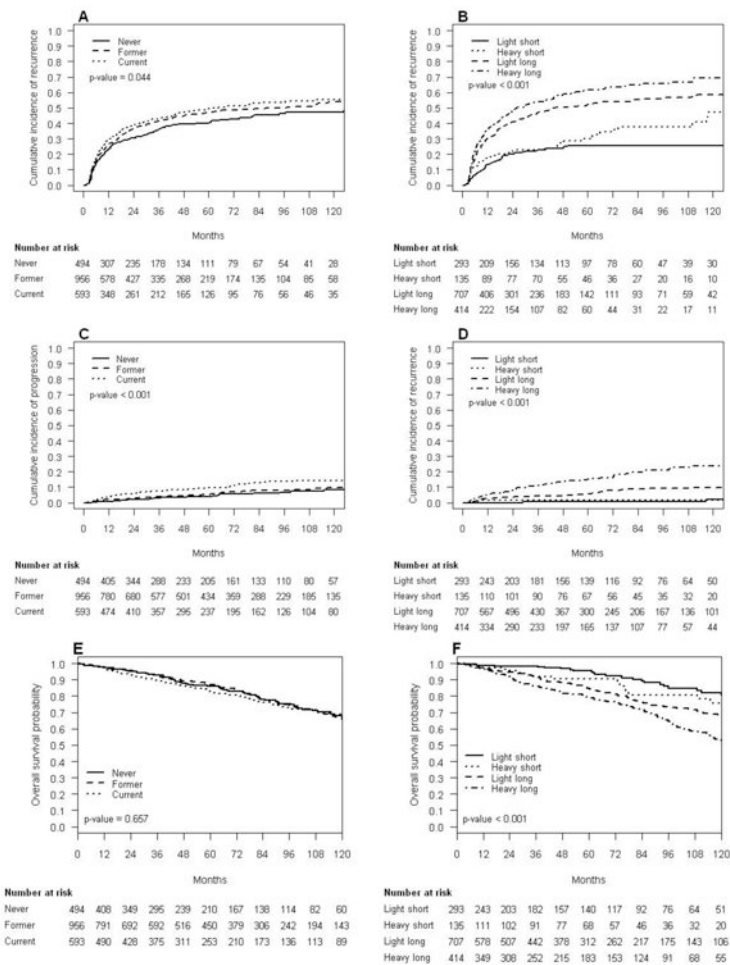 A
Never
Former
Current
p-value = 0.044
Cumulative incidence of recurrence
1.0
0.9
0.8
0.7
0.6
0.5
0.4
0.3
0.2
0.1
0.0
0 12 24 36 48 60 72 84 96 108 120
Months
Number at risk
Never 494 307 235 178 134 111 79 67 54 41 28
Former 956 578 427 335 268 219 174 135 104 85 58
Current 593 348 261 212 165 126 95 76 56 46 35
B
Light short
Heavy short
Light long
Heavy long
p-value < 0.001
Cumulative incidence of recurrence
1.0
0.9
0.8
0.7
0.6
0.5
0.4
0.3
0.2
0.1
0.0
0 12 24 36 48 60 72 84 96 108 120
Months
Number at risk
Light short 293 209 156 134 113 97 78 60 47 39 30
Heavy short 135 89 77 70 55 46 36 27 20 16 10
Light long 707 406 301 236 183 142 111 93 71 59 42
Heavy long 414 222 154 107 82 60 44 31 22 17 11
C
Never
Former
Current
p-value < 0.001
Cumulative incidence of progression
1.0
0.9
0.8
0.7
0.6
0.5
0.4
0.3
0.2
0.1
0.0
0 12 24 36 48 60 72 84 96 108 120
Months
Number at risk
Never 494 405 344 288 233 205 161 133 110 80 57
Former 956 780 680 577 501 434 359 288 229 185 135
Current 593 474 410 357 295 237 195 162 126 104 80
D
Light short
Heavy short
Light long
Heavy long
p-value < 0.001
Cumulative incidence of recurrence
1.0
0.9
0.8
0.7
0.6
0.5
0.4
0.3
0.2
0.1
0.0
0 12 24 36 48 60 72 84 96 108 120
Months
Number at risk
Light short 293 243 203 181 156 139 116 92 76 64 50
Heavy short 135 110 101 90 76 67 56 45 35 32 20
Light long 707 567 496 430 367 300 245 206 167 136 101
Heavy long 414 334 290 233 197 165 137 107 77 57 44
E
Never
Former
Current
p-value = 0.657
Overall survival probability
1.0
0.9
0.8
0.7
0.6
0.5
0.4
0.3
0.2
0.1
0.0
0 12 24 36 48 60 72 84 96 108 120
Months
Number at risk
Never 494 408 349 295 239 210 167 138 114 82 60
Former 956 791 692 592 516 450 379 306 242 194 143
Current 593 490 428 375 311 253 210 173 136 113 89
F
Light short
Heavy short
Light long
Heavy long
p-value < 0.001
Overall survival probability
1.0
0.9
0.8
0.7
0.6
0.5
0.4
0.3
0.2
0.1
0.0
0 12 24 36 48 60 72 84 96 108 120
Months
Number at risk
Light short 293 243 203 182 157 140 117 92 76 64 51
Heavy short 135 111 102 91 77 68 57 46 36 32 20
Light long 707 578 507 442 378 312 262 217 175 143 106
Heavy long 414 349 308 252 215 183 153 124 91 68 55